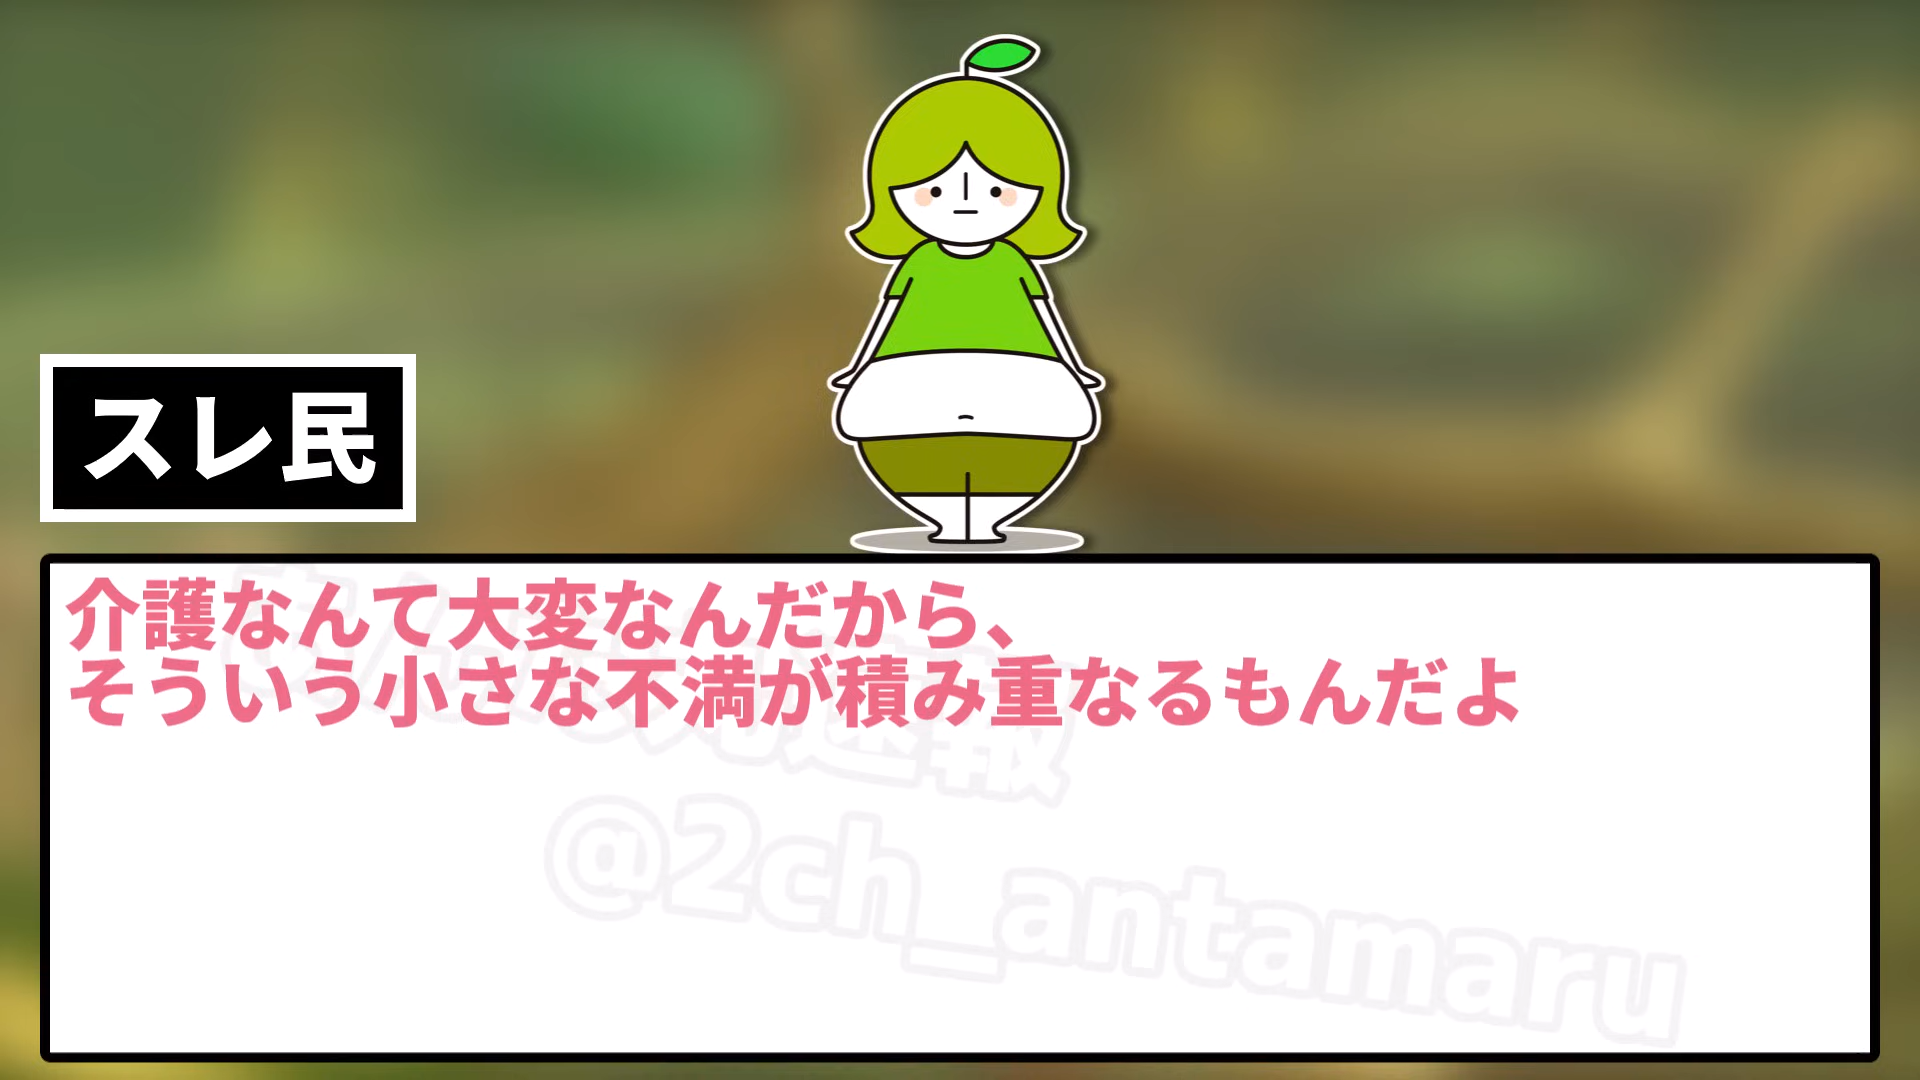 スレ民
介護なんて大変なんだから、
そういう小さな不満が積み重なるもんだよ
@2ch_antamaru